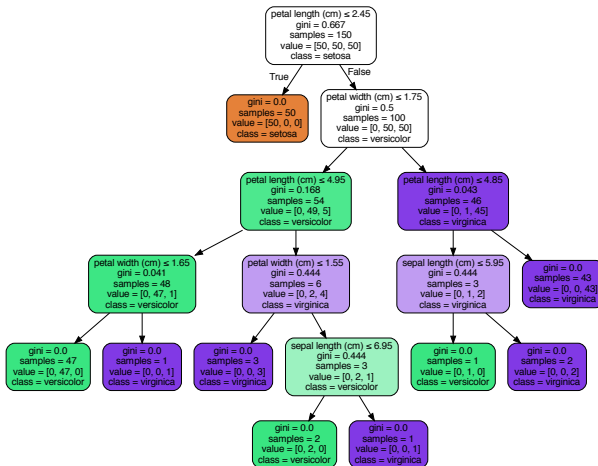 petal length (cm) ≤ 2.45
gini = 0.667
samples = 150
value = [50, 50, 50]
class = setosa
True
False
gini = 0.0
samples = 50
value = [50, 0, 0]
class = setosa
petal width (cm) ≤ 1.75
gini = 0.5
samples = 100
value = [0, 50, 50]
class = versicolor
petal length (cm) ≤ 4.95
gini = 0.168
samples = 54
value = [0, 49, 5]
class = versicolor
petal length (cm) ≤ 4.85
gini = 0.043
samples = 46
value = [0, 1, 45]
class = virginica
petal width (cm) ≤ 1.65
gini = 0.041
samples = 48
value = [0, 47, 1]
class = versicolor
petal width (cm) ≤ 1.55
gini = 0.444
samples = 6
value = [0, 2, 4]
class = virginica
sepal length (cm) ≤ 5.95
gini = 0.444
samples = 3
value = [0, 1, 2]
class = virginica
gini = 0.0
samples = 43
value = [0, 0, 43]
class = virginica
gini = 0.0
samples = 47
value = [0, 47, 0]
class = versicolor
gini = 0.0
samples = 1
value = [0, 0, 1]
class = virginica
gini = 0.0
samples = 3
value = [0, 0, 3]
class = virginica
sepal length (cm) ≤ 6.95
gini = 0.444
samples = 3
value = [0, 2, 1]
class = versicolor
gini = 0.0
samples = 1
value = [0, 1, 0]
class = versicolor
gini = 0.0
samples = 2
value = [0, 0, 2]
class = virginica
gini = 0.0
samples = 2
value = [0, 2, 0]
class = versicolor
gini = 0.0
samples = 1
value = [0, 0, 1]
class = virginica